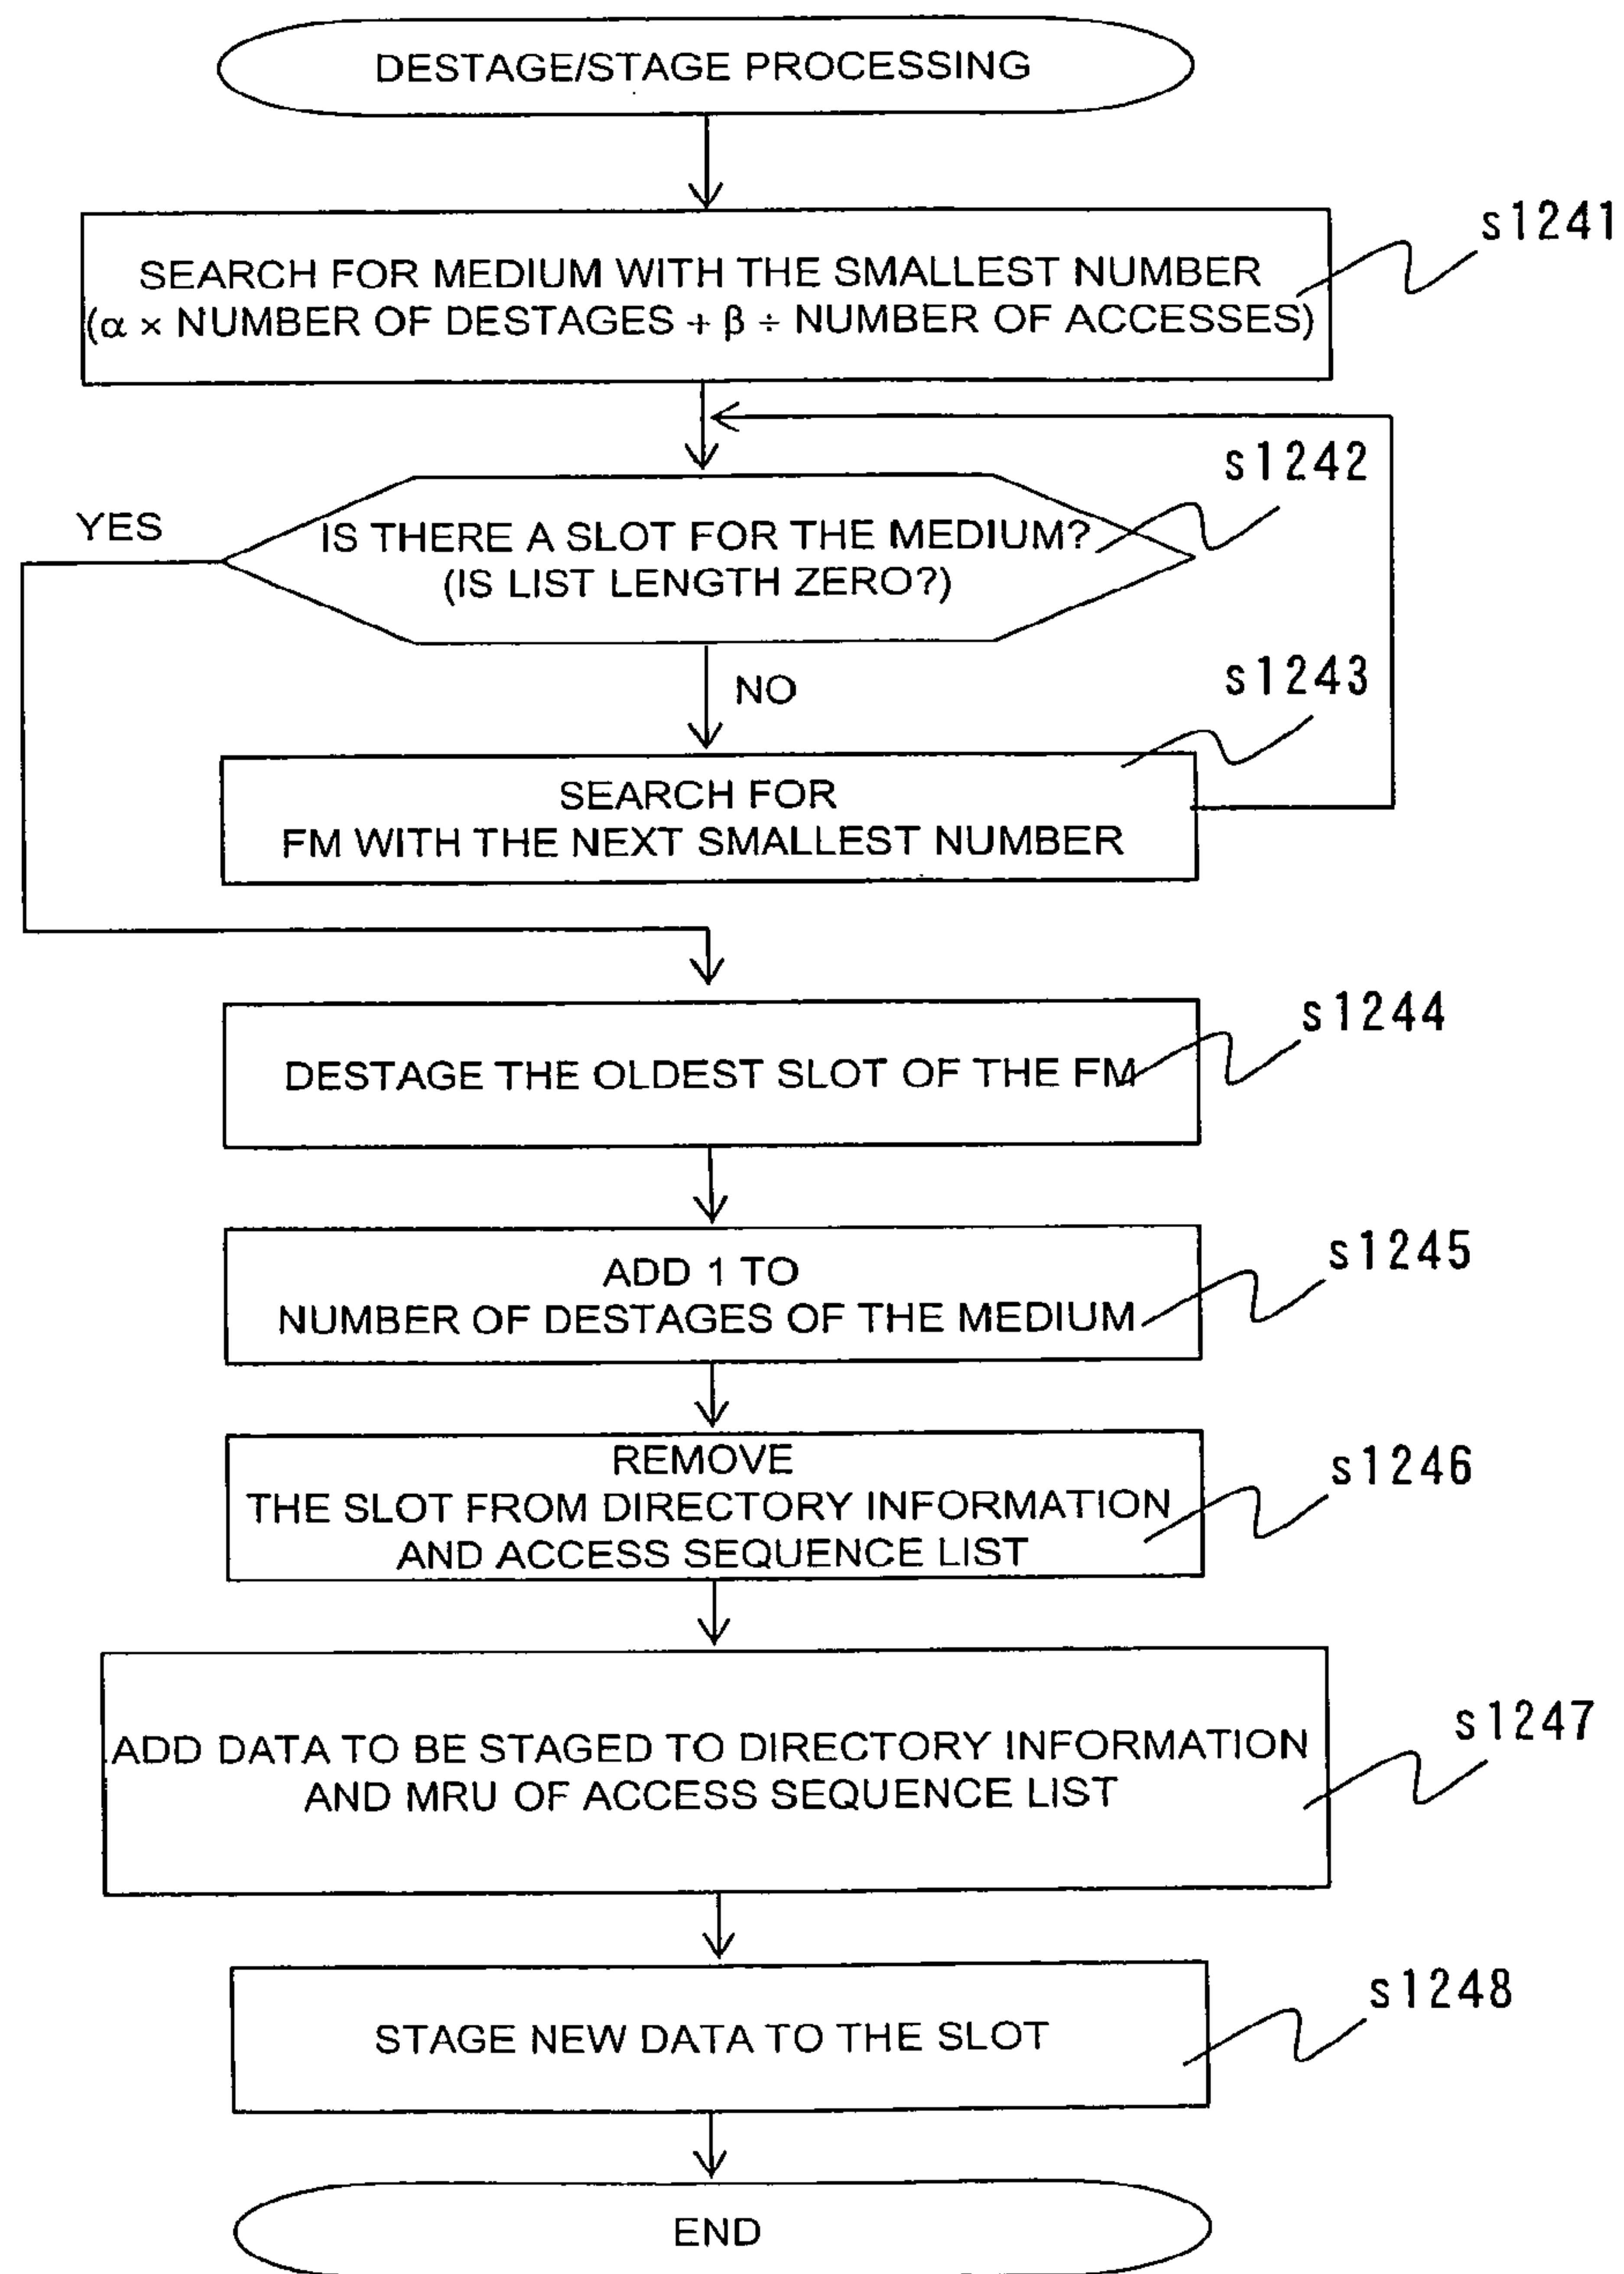 DESTAGE/STAGE PROCESSING
s1241
SEARCH FOR MEDIUM WITH THE SMALLEST NUMBER
(α × NUMBER OF DESTAGES + β ÷ NUMBER OF ACCESSES)
s1242
YES
IS THERE A SLOT FOR THE MEDIUM?
(IS LIST LENGTH ZERO?)
NO
s1243
SEARCH FOR
FM WITH THE NEXT SMALLEST NUMBER
s1244
DESTAGE THE OLDEST SLOT OF THE FM
s1245
ADD 1 TO
NUMBER OF DESTAGES OF THE MEDIUM
s1246
REMOVE
THE SLOT FROM DIRECTORY INFORMATION
AND ACCESS SEQUENCE LIST
s1247
ADD DATA TO BE STAGED TO DIRECTORY INFORMATION
AND MRU OF ACCESS SEQUENCE LIST
s1248
STAGE NEW DATA TO THE SLOT
END